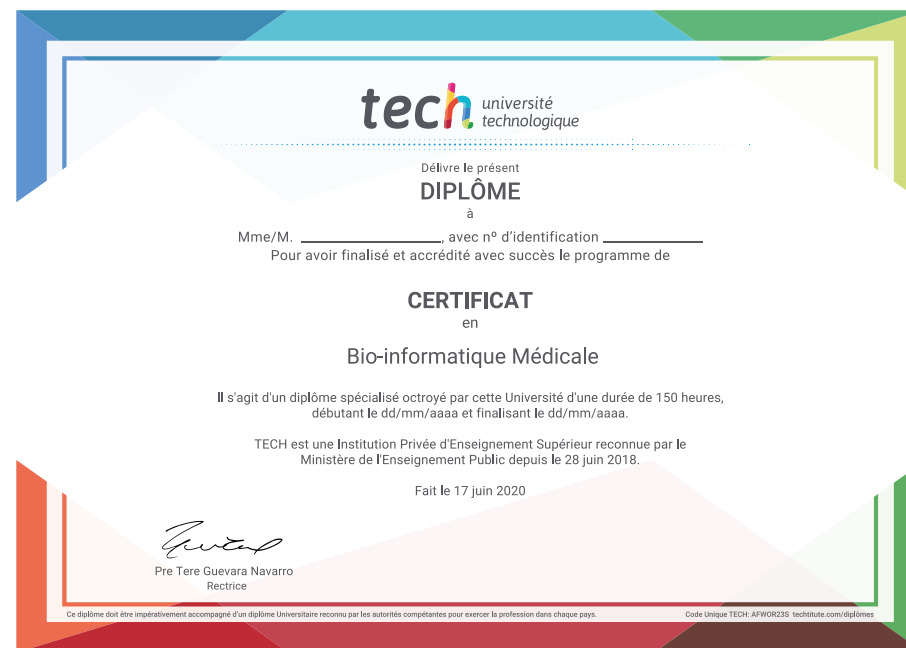 tech université
technologique
Délivre le présent
DIPLÔME
à
Mme/M. ____________________, avec nº d'identification ______________
Pour avoir finalisé et accrédité avec succès le programme de
CERTIFICAT
en
Bio-informatique Médicale
Il s'agit d'un diplôme spécialisé octroyé par cette Université d'une durée de 150 heures,
débutant le dd/mm/aaaa et finalisant le dd/mm/aaaa.
TECH est une Institution Privée d'Enseignement Supérieur reconnue par le
Ministère de l'Enseignement Public depuis le 28 juin 2018.
Fait le 17 juin 2020
Pre Tere Guevara Navarro
Rectrice
Ce diplôme doit être impérativement accompagné d'un diplôme Universitaire reconnu par les autorités compétentes pour exercer la profession dans chaque pays.
Code Unique TECH: AFWOR23S techtitute.com/diplômes